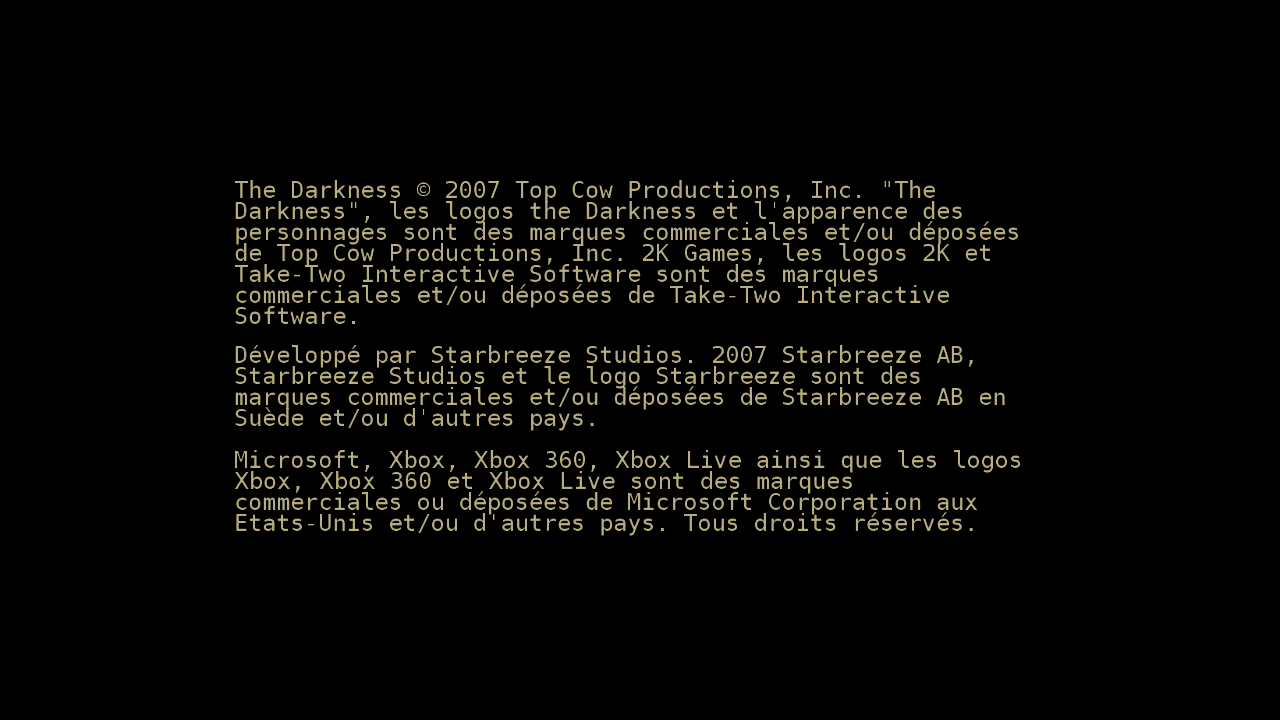 The Darkness © 2007 Top Cow Productions, Inc. "The
Darkness", les logos the Darkness et l'apparence des
personnages sont des marques commerciales et/ou déposées
de Top Cow Productions, Inc. 2K Games, les logos 2K et
Take-Two Interactive Software sont des marques
commerciales et/ou déposées de Take-Two Interactive
Software.
Développé par Starbreeze Studios. 2007 Starbreeze AB,
Starbreeze Studios et le logo Starbreeze sont des
marques commerciales et/ou déposées de Starbreeze AB en
Suède et/ou d'autres pays.
Microsoft, Xbox, Xbox 360, Xbox Live ainsi que les logos
Xbox, Xbox 360 et Xbox Live sont des marques
commerciales ou déposées de Microsoft Corporation aux
Etats-Unis et/ou d'autres pays. Tous droits réservés.